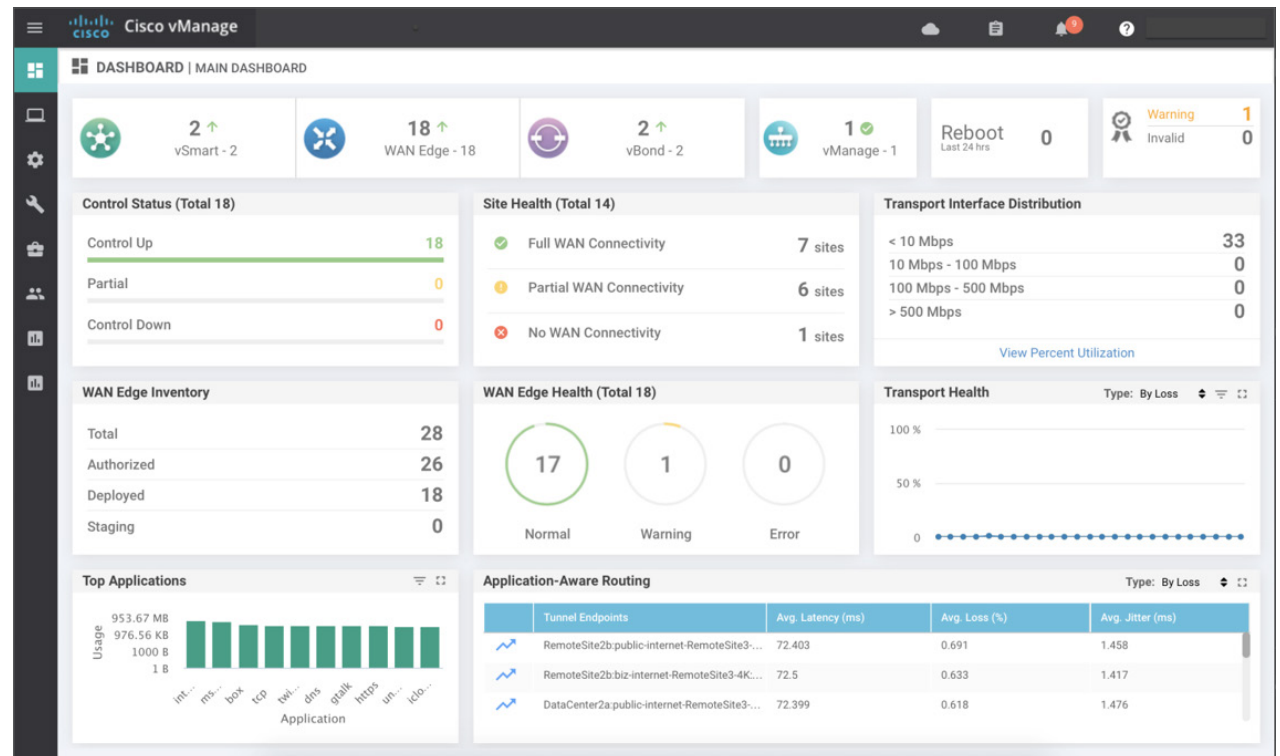 cisco Cisco vManage 9 ?
DASHBOARD | MAIN DASHBOARD
2 18 2 1
vSmart - 2 WAN Edge - 18 vBond - 2 vManage - 1
Reboot 0
Last 24 hrs
Warning 1
Invalid 0
Control Status (Total 18)
Control Up 18
Partial 0
Control Down 0
Site Health (Total 14)
Full WAN Connectivity 7 sites
Partial WAN Connectivity 6 sites
No WAN Connectivity 1 sites
Transport Interface Distribution
< 10 Mbps 33
10 Mbps - 100 Mbps 0
100 Mbps - 500 Mbps 0
> 500 Mbps 0
View Percent Utilization
WAN Edge Inventory
Total 28
Authorized 26
Deployed 18
Staging 0
WAN Edge Health (Total 18)
17 1 0
Normal Warning Error
Transport Health Type: By Loss
100 %
50 %
0
Top Applications
953.67 MB
976.56 KB
1000 B
1 B
Usage
int... ms... box tcp twi... dns gtalk https un... iclo...
Application
Application-Aware Routing Type: By Loss
Tunnel Endpoints Avg. Latency (ms) Avg. Loss (%) Avg. Jitter (ms)
RemoteSite2b:public-internet-RemoteSite3-... 72.403 0.691 1.458
RemoteSite2b:biz-internet-RemoteSite3-4K:... 72.5 0.633 1.417
DataCenter2a:public-internet-RemoteSite3-... 72.399 0.618 1.476